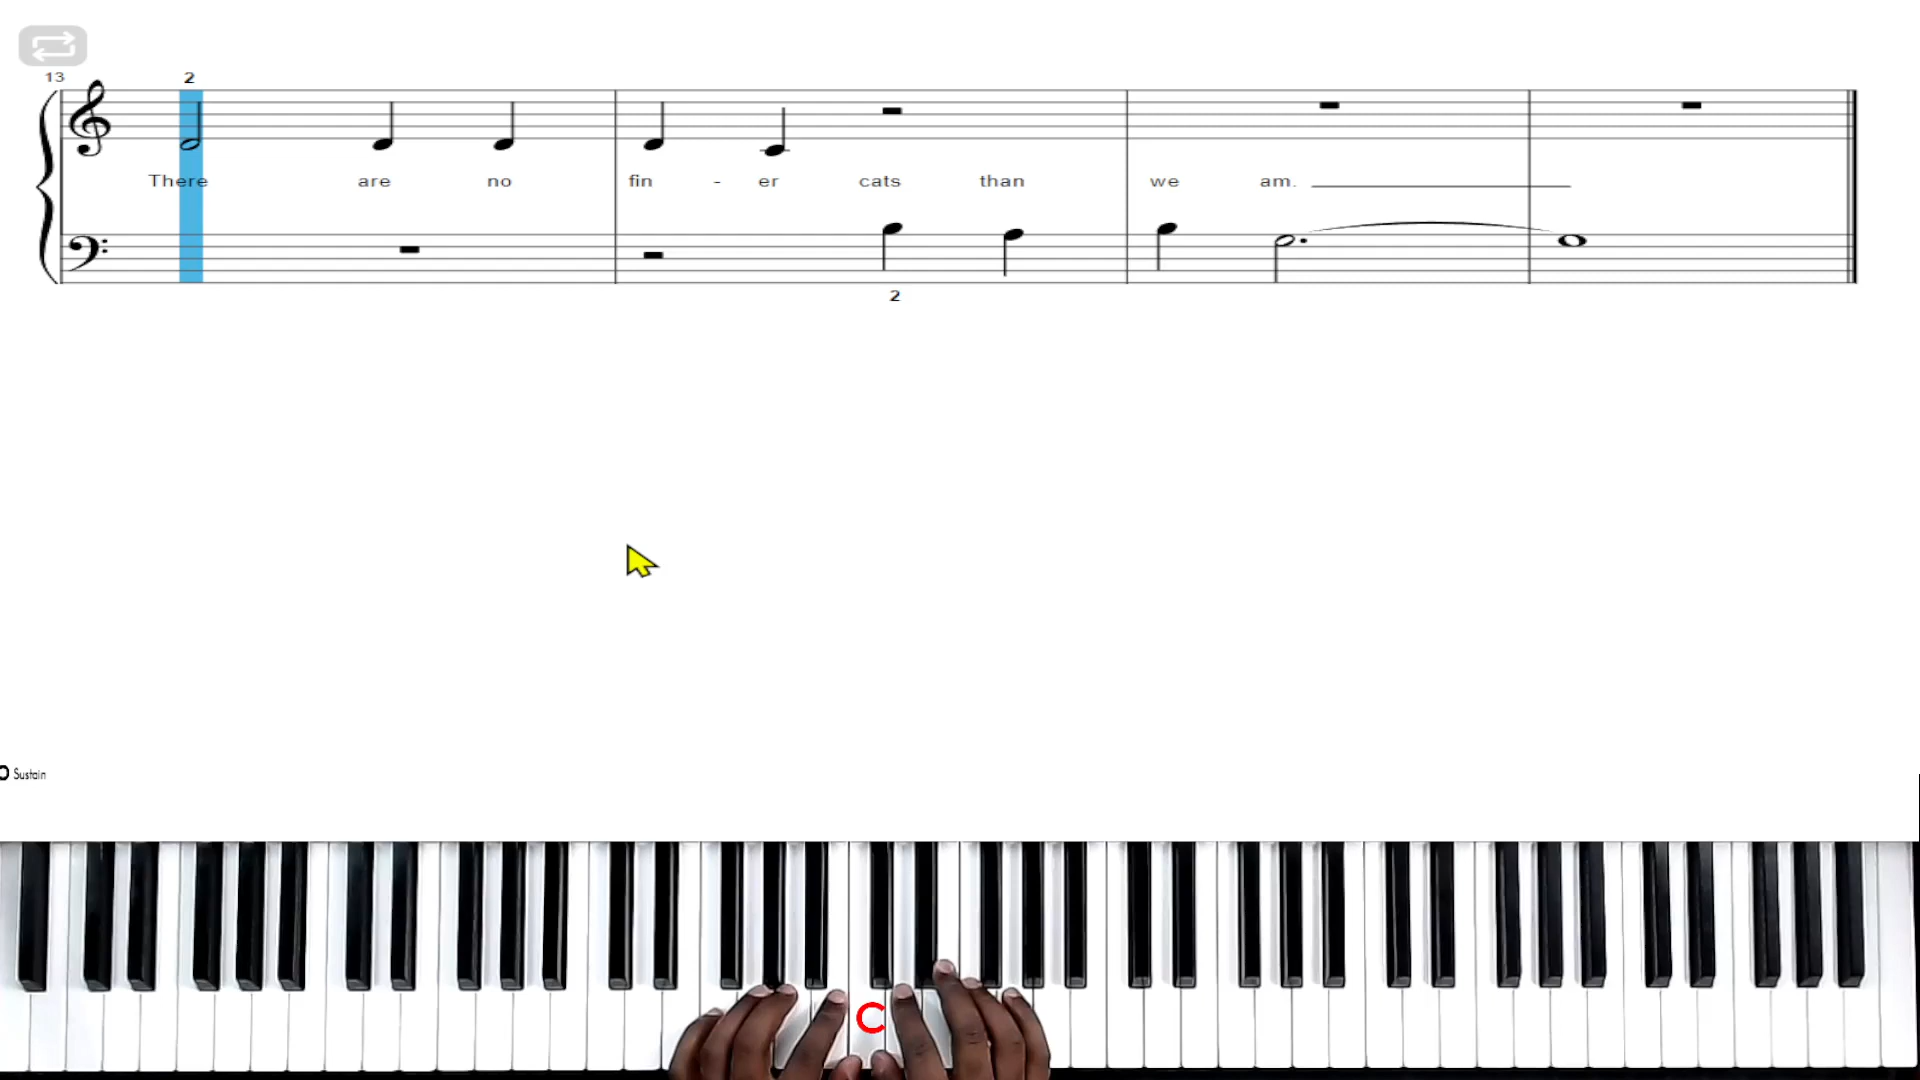 13
2
There are no fin - er cats than we am.
2
Sustain
C